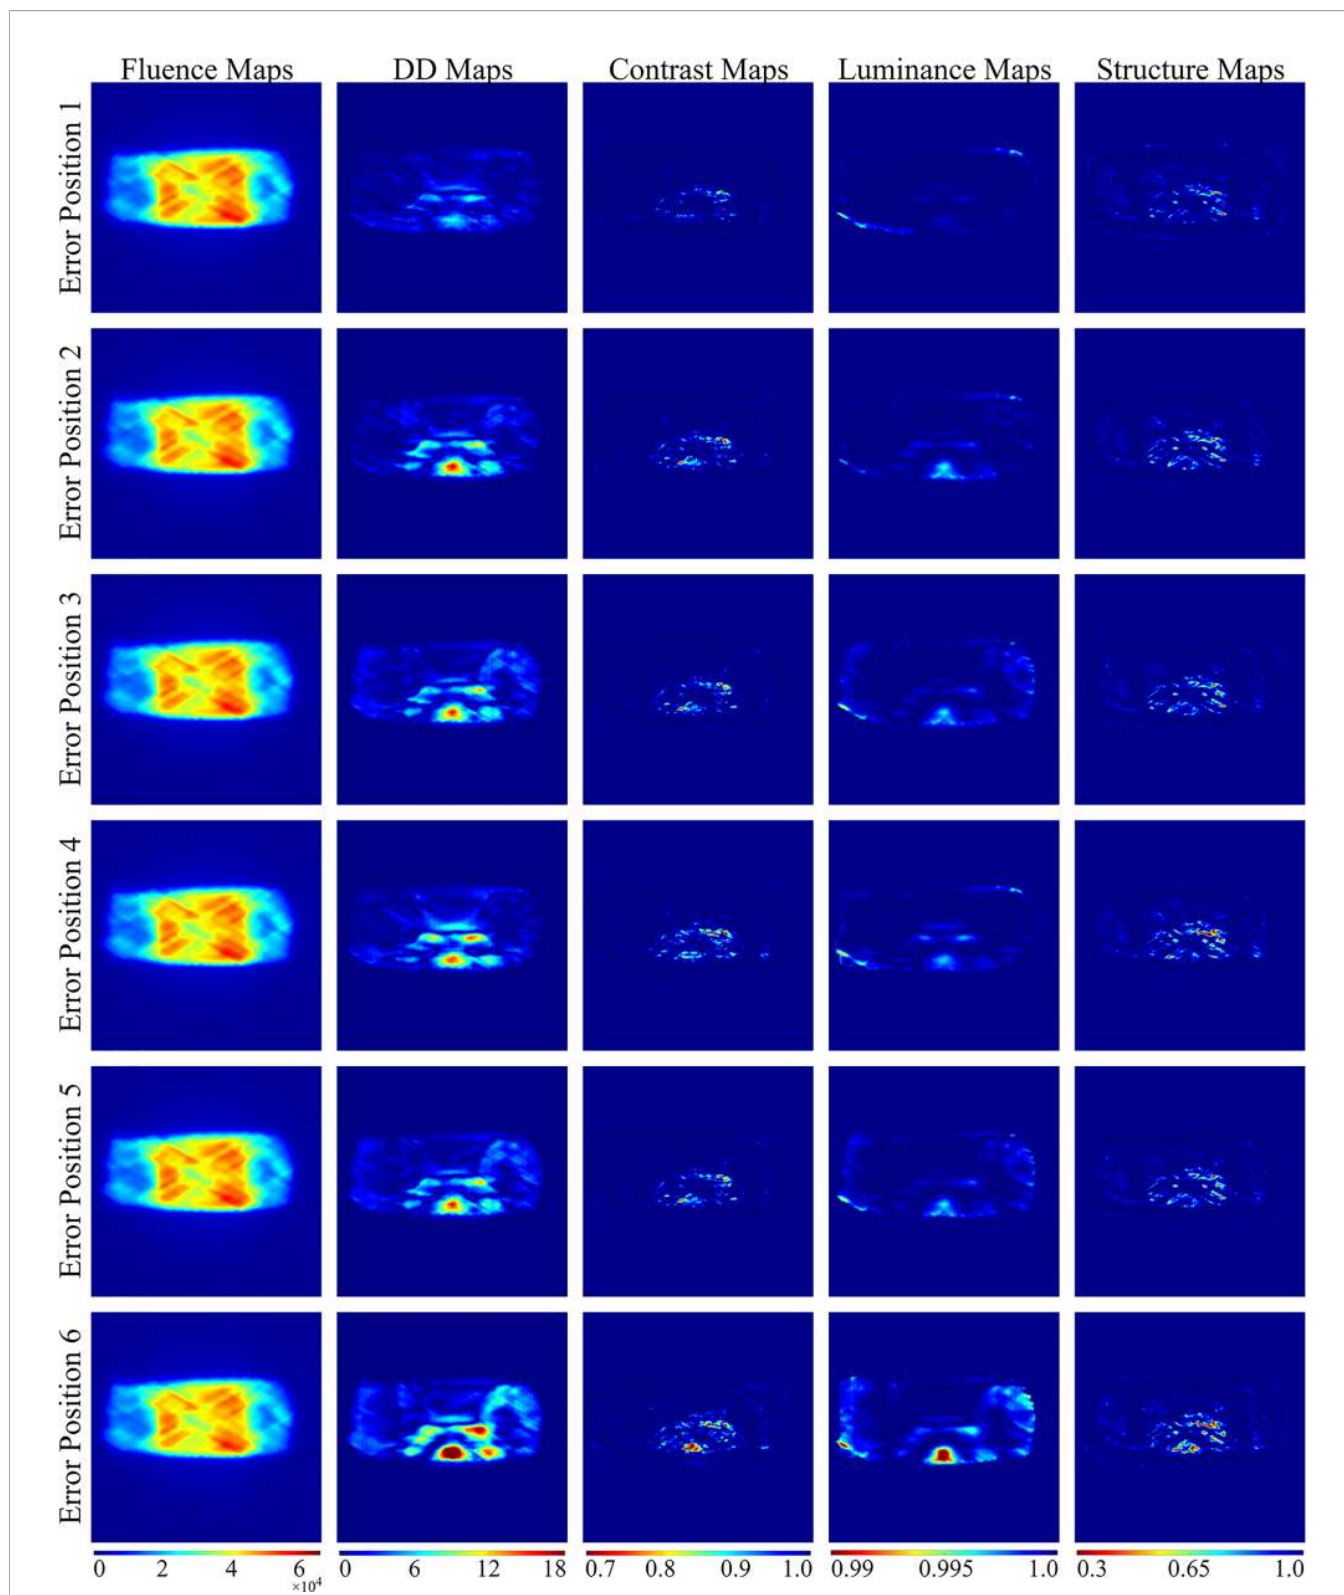 Fluence Maps DD Maps Contrast Maps Luminance Maps Structure Maps
Error Position 1
Error Position 2
Error Position 3
Error Position 4
Error Position 5
Error Position 6
0 2 4 6 0 6 12 18 0.7 0.8 0.9 1.0 0.99 0.995 1.0 0.3 0.65 1.0
×10⁴